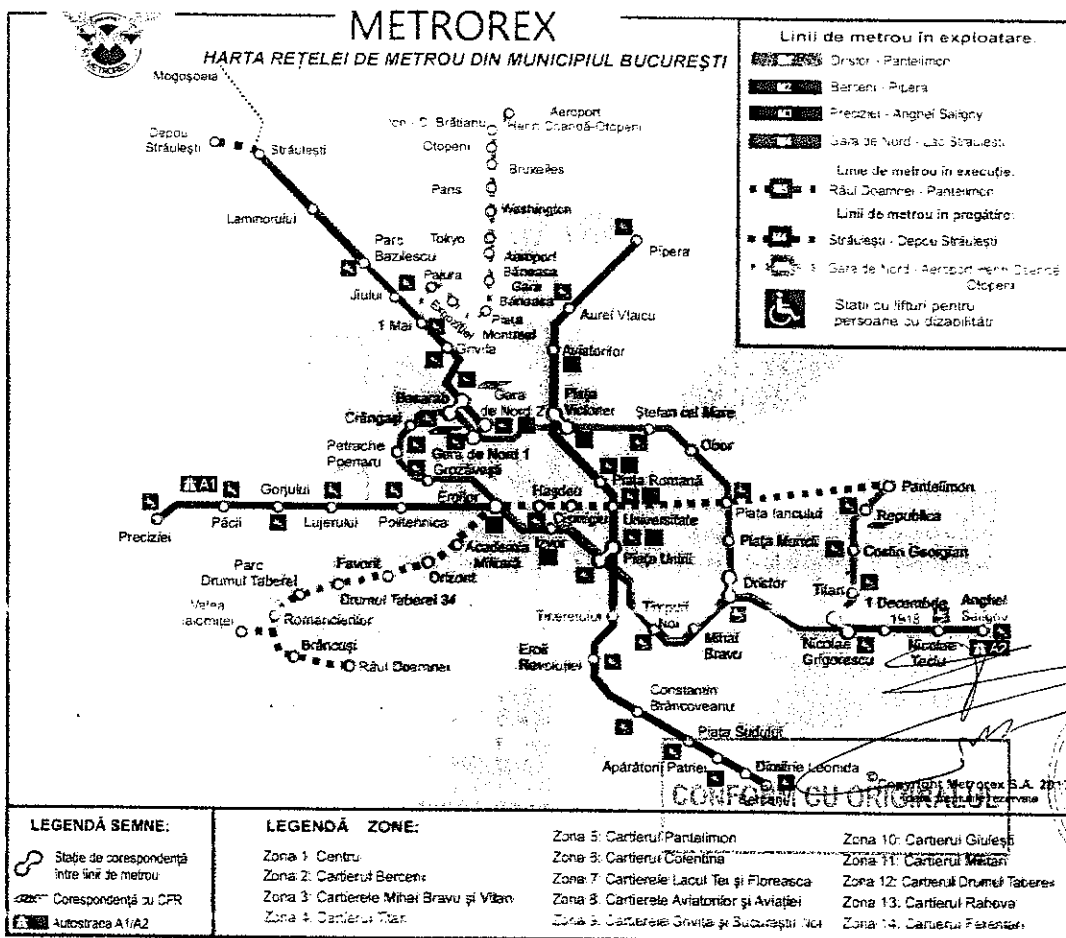 METROREX
HARTA REȚELEI DE METROU DIN MUNICIPIUL BUCUREȘTI
METROREX
Linii de metrou în exploatare:
Dristor - Pantelimon
M2 Berceni - Pipera
M3 Preciziei - Anghel Saligny
M4 Gara de Nord - Lac Străulești
Linie de metrou în execuție:
Râul Doamnei - Pantelimon
Linii de metrou în pregătire:
Străulești - Depou Străulești
Gara de Nord - Aeroport Henri Coandă
Otopeni
Stații cu lifturi pentru
persoane cu dizabilități
Mogoșoaia
Depou
Străulești
Străulești
Laminorului
Parc
Bazilescu
Jiului
1 Mai
Grivița
Pajura
Expoziției
Aeroport
Henri Coandă-Otopeni
Ion I. C. Brătianu
Otopeni
Bruxelles
Paris
Washington
Tokyo
Aeroport
Băneasa
Gara
Băneasa
Piața
Montreal
Pipera
Aurel Vlaicu
Aviatorilor
Piața
Victoriei
Basarab
Gara
de Nord 2
Gara de Nord 1
Crângași
Petrache
Poenaru
Grozăvești
Ștefan cel Mare
Obor
Piața Romană
Universitate
Piața Iancului
Pantelimon
Republica
Costin Georgian
Titan
Piața Muncii
Dristor
A1
Preciziei
Păcii
Gorjului
Lujerului
Politehnica
Eroilor
Hașdeu
Izvor
Piața Unirii
Academia
Militară
Orizont
Favorit
Drumul Taberei 34
Parc
Drumul Taberei
Romancierilor
Valea
Ialomiței
Brâncuși
Râul Doamnei
Tineretului
Timpuri
Noi
Mihai
Bravu
Eroii
Revoluției
Constantin
Brâncoveanu
Piața Sudului
Apărătorii Patriei
Dimitrie Leonida
Berceni
Nicolae
Grigorescu
1 Decembrie
1918
Nicolae
Teclu
Anghel
Saligny
A2
CONFORM CU ORIGINALUL
© Copyright Metrorex S.A.
LEGENDĂ SEMNE:
Stație de corespondență
între linii de metrou
Corespondență cu CFR
Autostrada A1/A2
LEGENDĂ ZONE:
Zona 1: Centru
Zona 2: Cartierul Berceni
Zona 3: Cartierele Mihai Bravu și Vitan
Zona 4: Cartierul Titan
Zona 5: Cartierul Pantelimon
Zona 6: Cartierul Colentina
Zona 7: Cartierele Lacul Tei și Floreasca
Zona 8: Cartierele Aviatorilor și Aviației
Zona 9: Cartierele Grivița și Bucureștii Noi
Zona 10: Cartierul Giulești
Zona 11: Cartierul Militari
Zona 12: Cartierul Drumul Taberei
Zona 13: Cartierul Rahova
Zona 14: Cartierul Ferentari